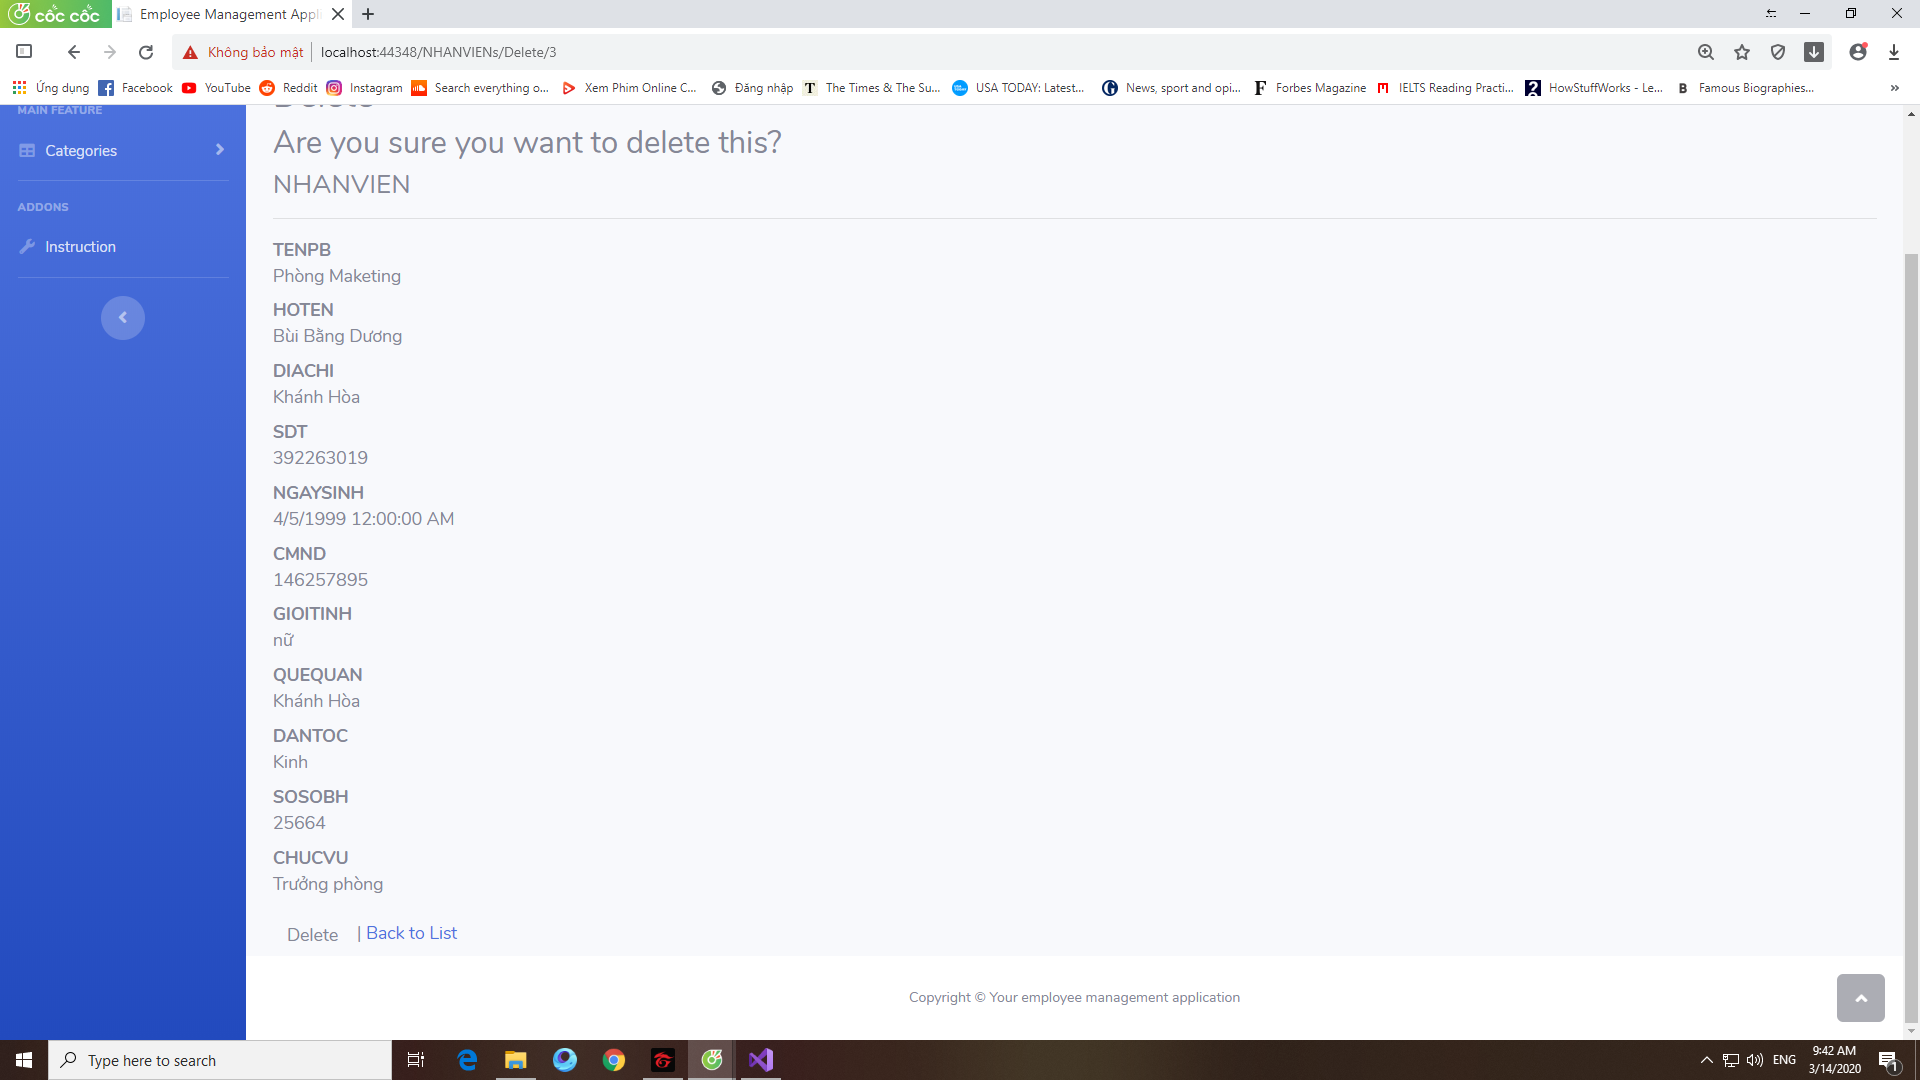 cốc cốc
Employee Management Appli
Không bảo mật
localhost:44348/NHANVIENs/Delete/3
Ứng dụng
Facebook
YouTube
Reddit
Instagram
Search everything o...
Xem Phim Online C...
Đăng nhập
The Times & The Su...
USA TODAY: Latest...
News, sport and opi...
Forbes Magazine
IELTS Reading Practi...
HowStuffWorks - Le...
Famous Biographies...
»
MAIN FEATURE
Categories
ADDONS
Instruction
Delete
Are you sure you want to delete this?
NHANVIEN
TENPB
Phòng Maketing
HOTEN
Bùi Bằng Dương
DIACHI
Khánh Hòa
SDT
392263019
NGAYSINH
4/5/1999 12:00:00 AM
CMND
146257895
GIOITINH
nữ
QUEQUAN
Khánh Hòa
DANTOC
Kinh
SOSOBH
25664
CHUCVU
Trưởng phòng
Delete | Back to List
Copyright © Your employee management application
Type here to search
ENG
9:42 AM
3/14/2020
1